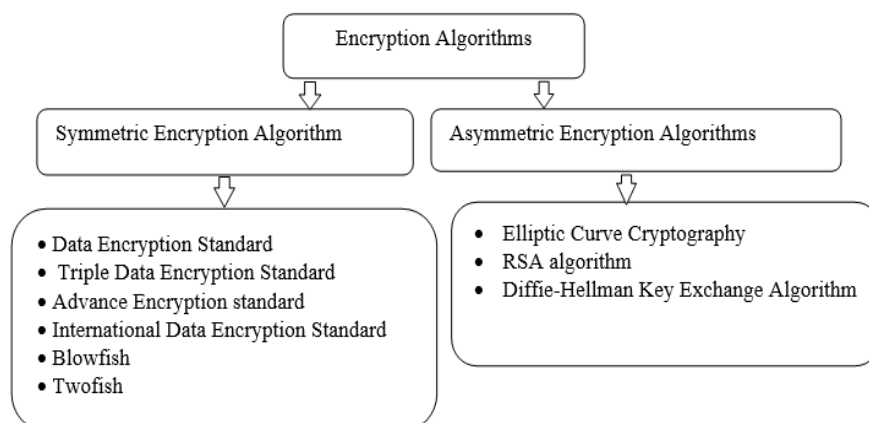 Encryption Algorithms
Symmetric Encryption Algorithm
Asymmetric Encryption Algorithms
• Data Encryption Standard
• Triple Data Encryption Standard
• Advance Encryption standard
• International Data Encryption Standard
• Blowfish
• Twofish
• Elliptic Curve Cryptography
• RSA algorithm
• Diffie-Hellman Key Exchange Algorithm